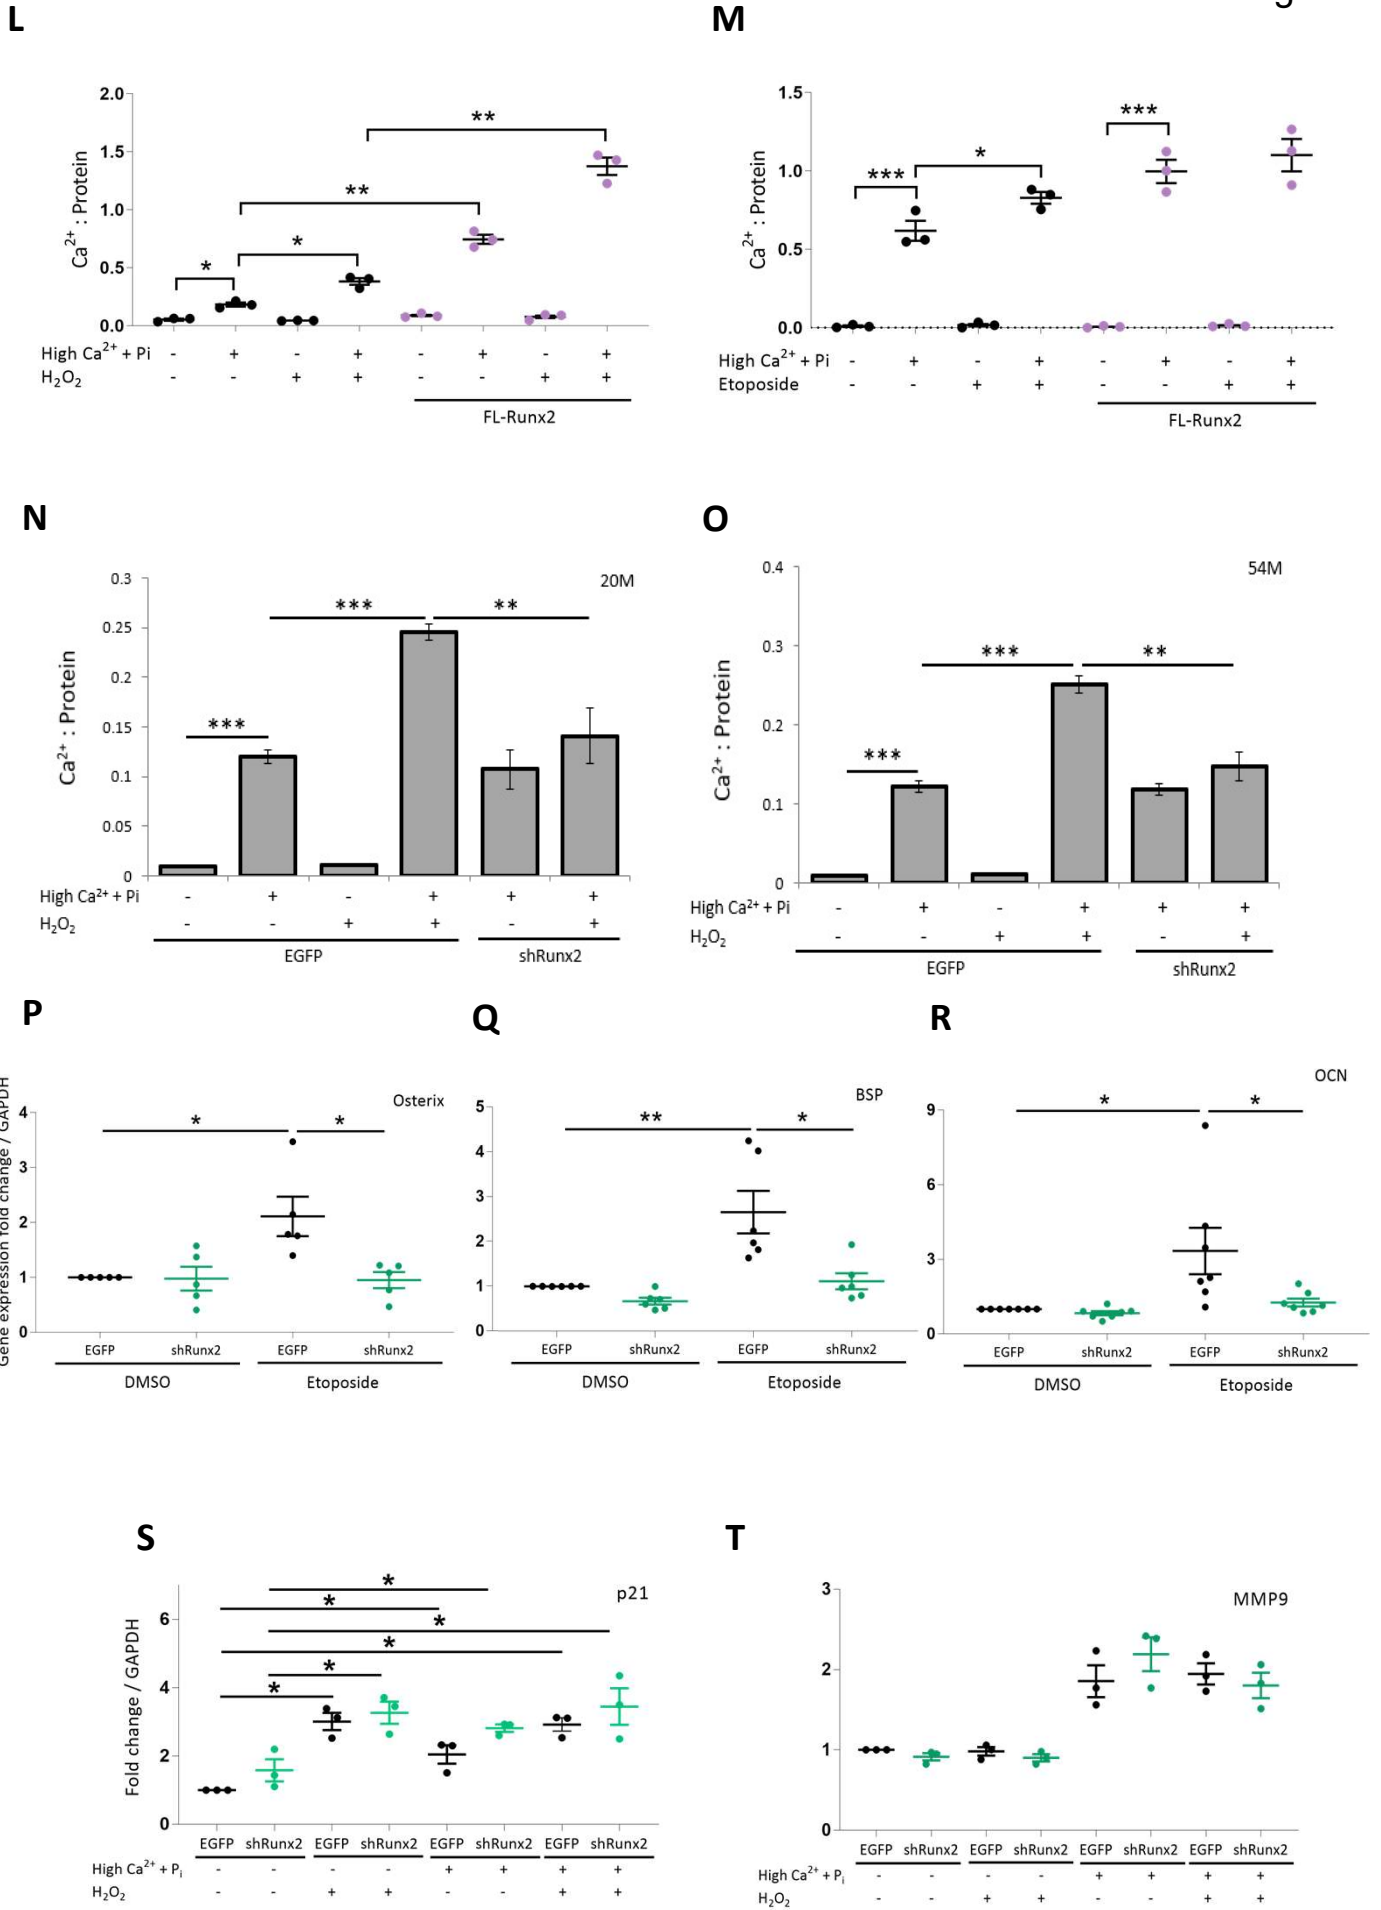 L
M
2.0
1.5
1.0
0.5
0.0
Ca2+ : Protein
*
*
**
**
High Ca2+ + Pi - + - + - + - +
H2O2 - - + + - - + +
FL-Runx2
1.5
1.0
0.5
0.0
Ca2+ : Protein
***
*
***
High Ca2+ + Pi - + - + - + - +
Etoposide - - + + - - + +
FL-Runx2
N
20M
0.3
0.25
0.2
0.15
0.1
0.05
0
Ca2+ : Protein
***
***
**
High Ca2+ + Pi - + - + + +
H2O2 - - + + - +
EGFP shRunx2
O
54M
0.4
0.3
0.2
0.1
0
Ca2+ : Protein
***
***
**
High Ca2+ + Pi - + - + + +
H2O2 - - + + - +
EGFP shRunx2
P
Osterix
Gene expression fold change / GAPDH
4
3
2
1
0
* *
EGFP shRunx2 EGFP shRunx2
DMSO Etoposide
Q
BSP
5
4
3
2
1
0
** *
EGFP shRunx2 EGFP shRunx2
DMSO Etoposide
R
OCN
9
6
3
0
* *
EGFP shRunx2 EGFP shRunx2
DMSO Etoposide
S
p21
Fold change / GAPDH
6
4
2
0
*
*
*
*
*
*
EGFP shRunx2 EGFP shRunx2 EGFP shRunx2 EGFP shRunx2
High Ca2+ + Pi - - - - + + + +
H2O2 - - + + - - + +
T
MMP9
3
2
1
0
EGFP shRunx2 EGFP shRunx2 EGFP shRunx2 EGFP shRunx2
High Ca2+ + Pi - - - - + + + +
H2O2 - - + + - - + +